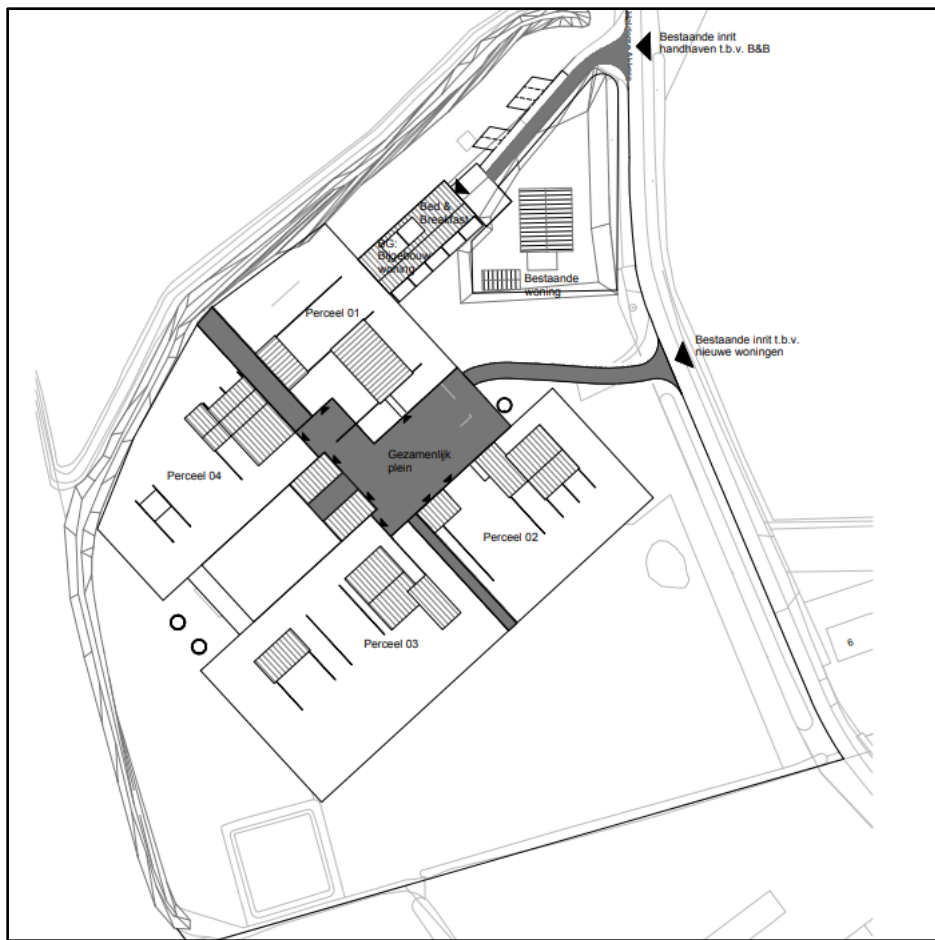 Bestaande inrit
handhaven t.b.v. B&B
Bed &
Breakfast
BG:
Bijgebouw
woning
Bestaande
woning
Perceel 01
Bestaande inrit t.b.v.
nieuwe woningen
Gezamenlijk
plein
Perceel 04
Perceel 02
Perceel 03
6